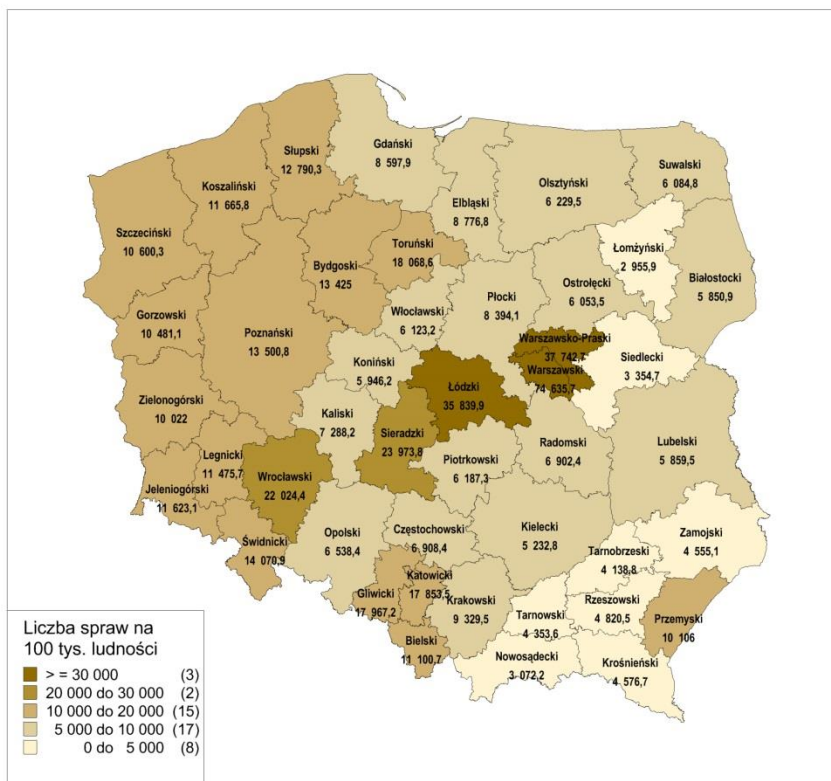 Słupski
12 790,3
Gdański
8 597,9
Koszaliński
11 665,8
Elbląski
8 776,8
Olsztyński
6 229,5
Suwalski
6 084,8
Szczeciński
10 600,3
Bydgoski
13 425
Toruński
18 068,6
Łomżyński
2 955,9
Białostocki
5 850,9
Ostrołęcki
6 053,5
Gorzowski
10 481,1
Poznański
13 500,8
Włocławski
6 123,2
Płocki
8 394,1
Warszawsko-Praski
37 742,7
Warszawski
74 635,7
Siedlecki
3 354,7
Koniński
5 946,2
Łódzki
35 839,9
Zielonogórski
10 022
Kaliski
7 288,2
Sieradzki
23 973,8
Radomski
6 902,4
Lubelski
5 859,5
Legnicki
11 475,7
Wrocławski
22 024,4
Piotrkowski
6 187,3
Jeleniogórski
11 623,1
Świdnicki
14 070,9
Opolski
6 538,4
Częstochowski
6 908,4
Kielecki
5 232,8
Zamojski
4 555,1
Tarnobrzeski
4 138,8
Gliwicki
17 967,2
Katowicki
17 853,5
Krakowski
9 329,5
Tarnowski
4 353,6
Rzeszowski
4 820,5
Przemyski
10 106
Bielski
11 100,7
Nowosądecki
3 072,2
Krośnieński
4 576,7
Liczba spraw na
100 tys. ludności
> = 30 000 (3)
20 000 do 30 000 (2)
10 000 do 20 000 (15)
5 000 do 10 000 (17)
0 do 5 000 (8)